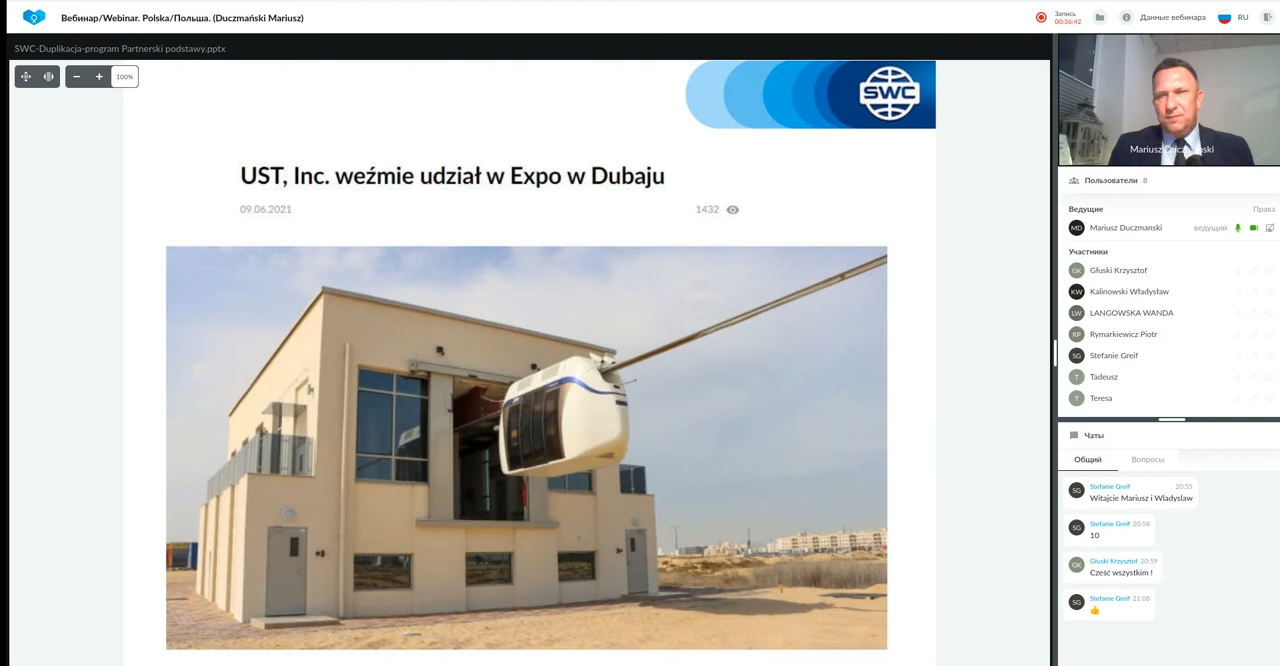 Вебинар/Webinar. Polska/Польша. (Duczmański Mariusz)
Запись
00:36:42
Данные вебинара
RU
SWC-Duplikacja-program Partnerski podstawy.pptx
100%
SWC
UST, Inc. weźmie udział w Expo w Dubaju
09.06.2021
1432
Mariusz Duczmanski
Пользователи 8
Ведущие
Права
MD Mariusz Duczmanski ведущий
Участники
GK Głuski Krzysztof
KW Kalinowski Władysław
LW LANGOWSKA WANDA
RP Rymarkiewicz Piotr
SG Stefanie Greif
T Tadeusz
T Teresa
Чаты
Общий
Вопросы
SG Stefanie Greif 20:55
Witajcie Mariusz i Wladyslaw
SG Stefanie Greif 20:58
10
GK Głuski Krzysztof 20:59
Cześć wszystkim !
SG Stefanie Greif 21:08
👍